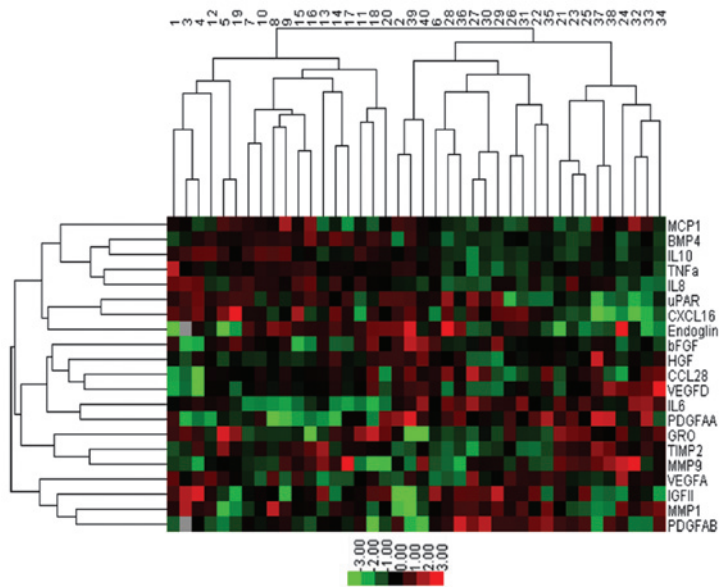 1 3 4 12 5 19 7 10 8 9 15 16 13 14 17 11 18 20 2 39 40 6 28 36 27 30 29 26 31 22 35 21 23 25 37 38 24 32 33 34
MCP1
BMP4
IL10
TNFa
IL8
uPAR
CXCL16
Endoglin
bFGF
HGF
CCL28
VEGFD
IL6
PDGFAA
GRO
TIMP2
MMP9
VEGFA
IGFII
MMP1
PDGFAB
-3.00 -2.00 -1.00 0.00 1.00 2.00 3.00